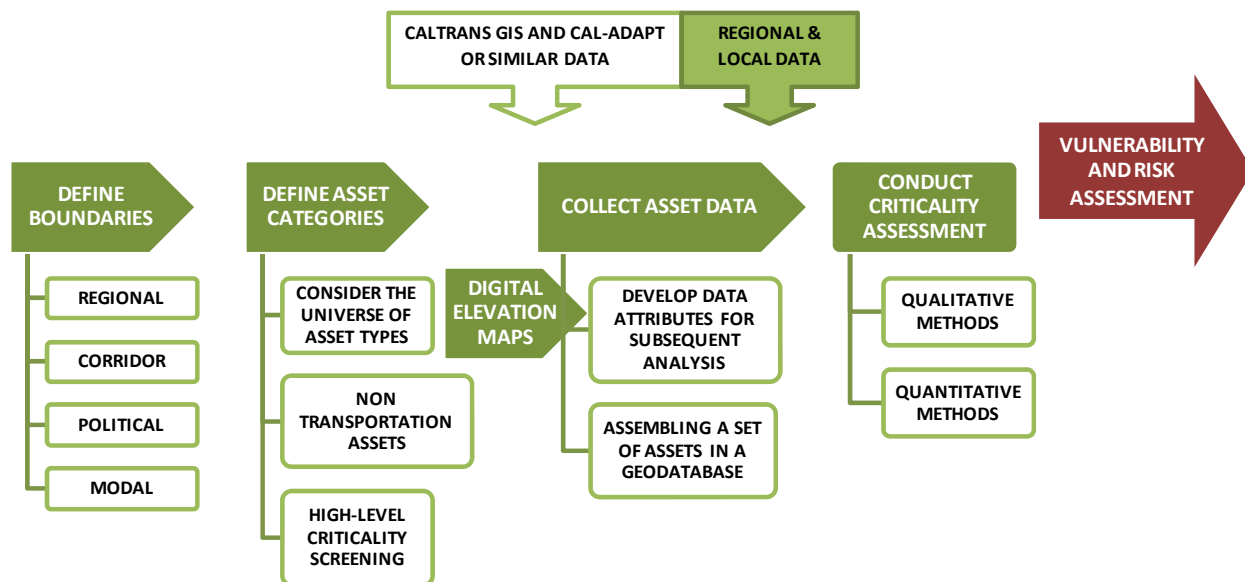 CALTRANS GIS AND CAL-ADAPT
OR SIMILAR DATA
REGIONAL &
LOCAL DATA
DEFINE
BOUNDARIES
REGIONAL
CORRIDOR
POLITICAL
MODAL
DEFINE ASSET
CATEGORIES
CONSIDER THE
UNIVERSE OF
ASSET TYPES
NON
TRANSPORTATION
ASSETS
HIGH-LEVEL
CRITICALITY
SCREENING
DIGITAL
ELEVATION
MAPS
COLLECT ASSET DATA
DEVELOP DATA
ATTRIBUTES FOR
SUBSEQUENT
ANALYSIS
ASSEMBLING A SET
OF ASSETS IN A
GEODATABASE
CONDUCT
CRITICALITY
ASSESSMENT
QUALITATIVE
METHODS
QUANTITATIVE
METHODS
VULNERABILITY
AND RISK
ASSESSMENT